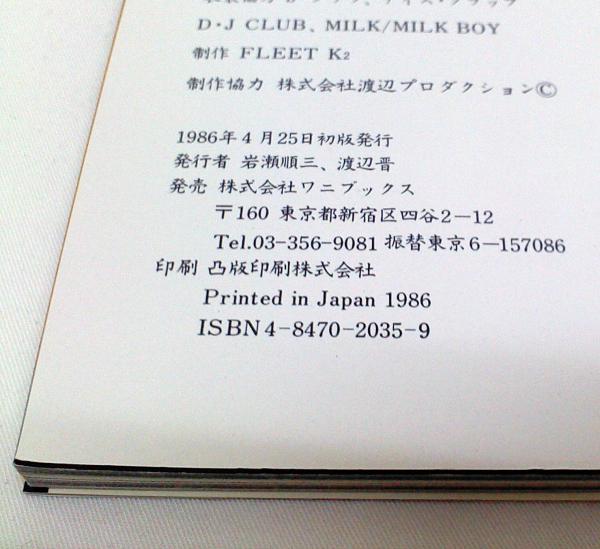 D・J CLUB、MILK/MILK BOY
制作 FLEET K2
制作協力 株式会社渡辺プロダクション©
1986年4月25日初版発行
発行者 岩瀬順三、渡辺晋
発売 株式会社ワニブックス
〒160 東京都新宿区四谷2−12
Tel.03−356−9081 振替東京6−157086
印刷 凸版印刷株式会社
Printed in Japan 1986
ISBN4−8470−2035−9